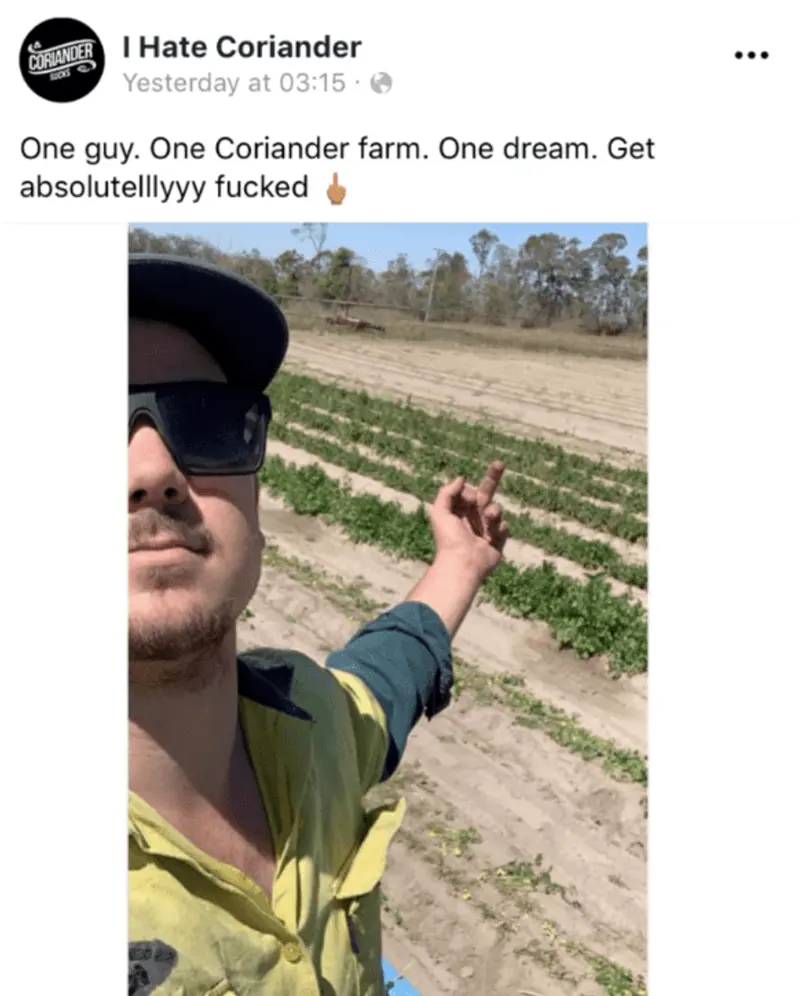 CORIANDER
SUCKS
I Hate Coriander
Yesterday at 03:15 ·
One guy. One Coriander farm. One dream. Get
absolutelllyyy fucked 🖕🏽